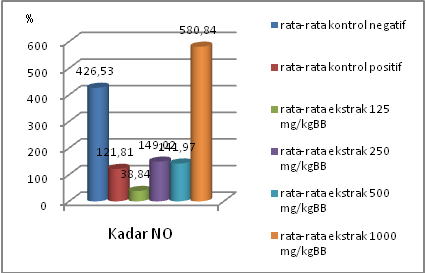 %
600
500
400
300
200
100
0
426,53
121,81
38,84
149,02
141,97
580,84
Kadar NO
rata-rata kontrol negatif
rata-rata kontrol positif
rata-rata ekstrak 125
mg/kgBB
rata-rata ekstrak 250
mg/kgBB
rata-rata ekstrak 500
mg/kgBB
rata-rata ekstrak 1000
mg/kgBB